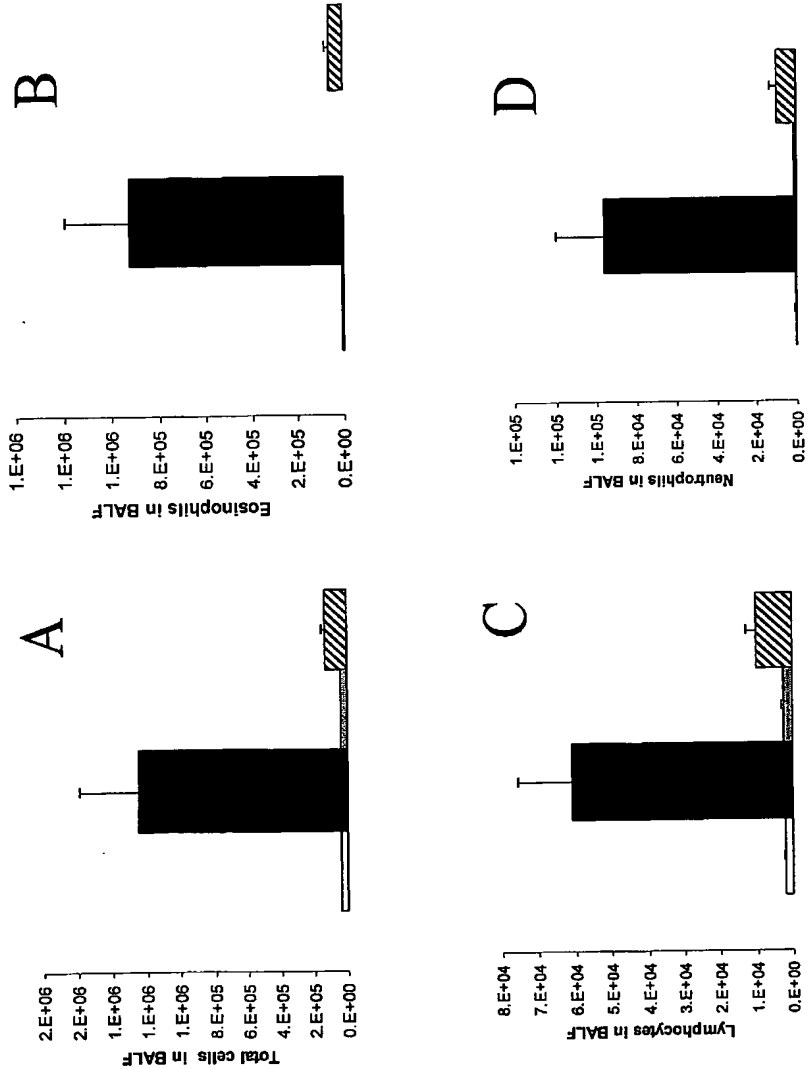 A
2.E+06
2.E+06
1.E+06
1.E+06
1.E+06
8.E+05
6.E+05
4.E+05
2.E+05
0.E+00
Total cells in BALF
B
1.E+06
1.E+06
1.E+06
8.E+05
6.E+05
4.E+05
2.E+05
0.E+00
Eosinophils in BALF
C
8.E+04
7.E+04
6.E+04
5.E+04
4.E+04
3.E+04
2.E+04
1.E+04
0.E+00
Lymphocytes in BALF
D
1.E+05
1.E+05
8.E+04
6.E+04
4.E+04
2.E+04
0.E+00
Neutrophils in BALF